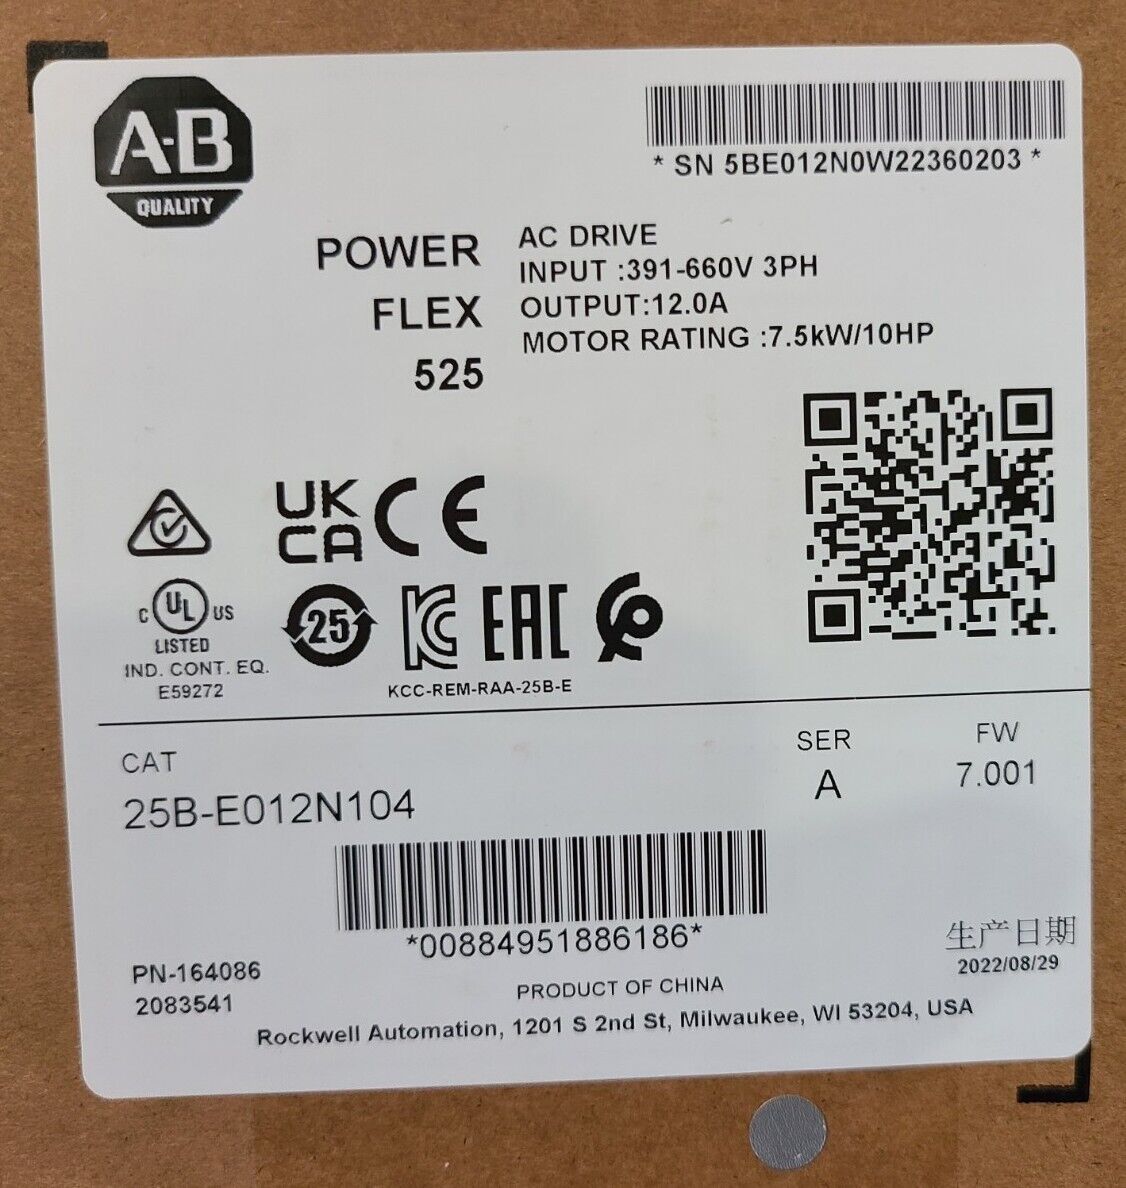 A-B
QUALITY
* SN 5BE012N0W22360203 *
POWER
FLEX
525
AC DRIVE
INPUT :391-660V 3PH
OUTPUT:12.0A
MOTOR RATING :7.5kW/10HP
UK
CA
CE
C UL US
LISTED
IND. CONT. EQ.
E59272
25
KC
EAC
KCC-REM-RAA-25B-E
CAT
25B-E012N104
SER
A
FW
7.001
*00884951886186*
生产日期
2022/08/29
PN-164086
2083541
PRODUCT OF CHINA
Rockwell Automation, 1201 S 2nd St, Milwaukee, WI 53204, USA